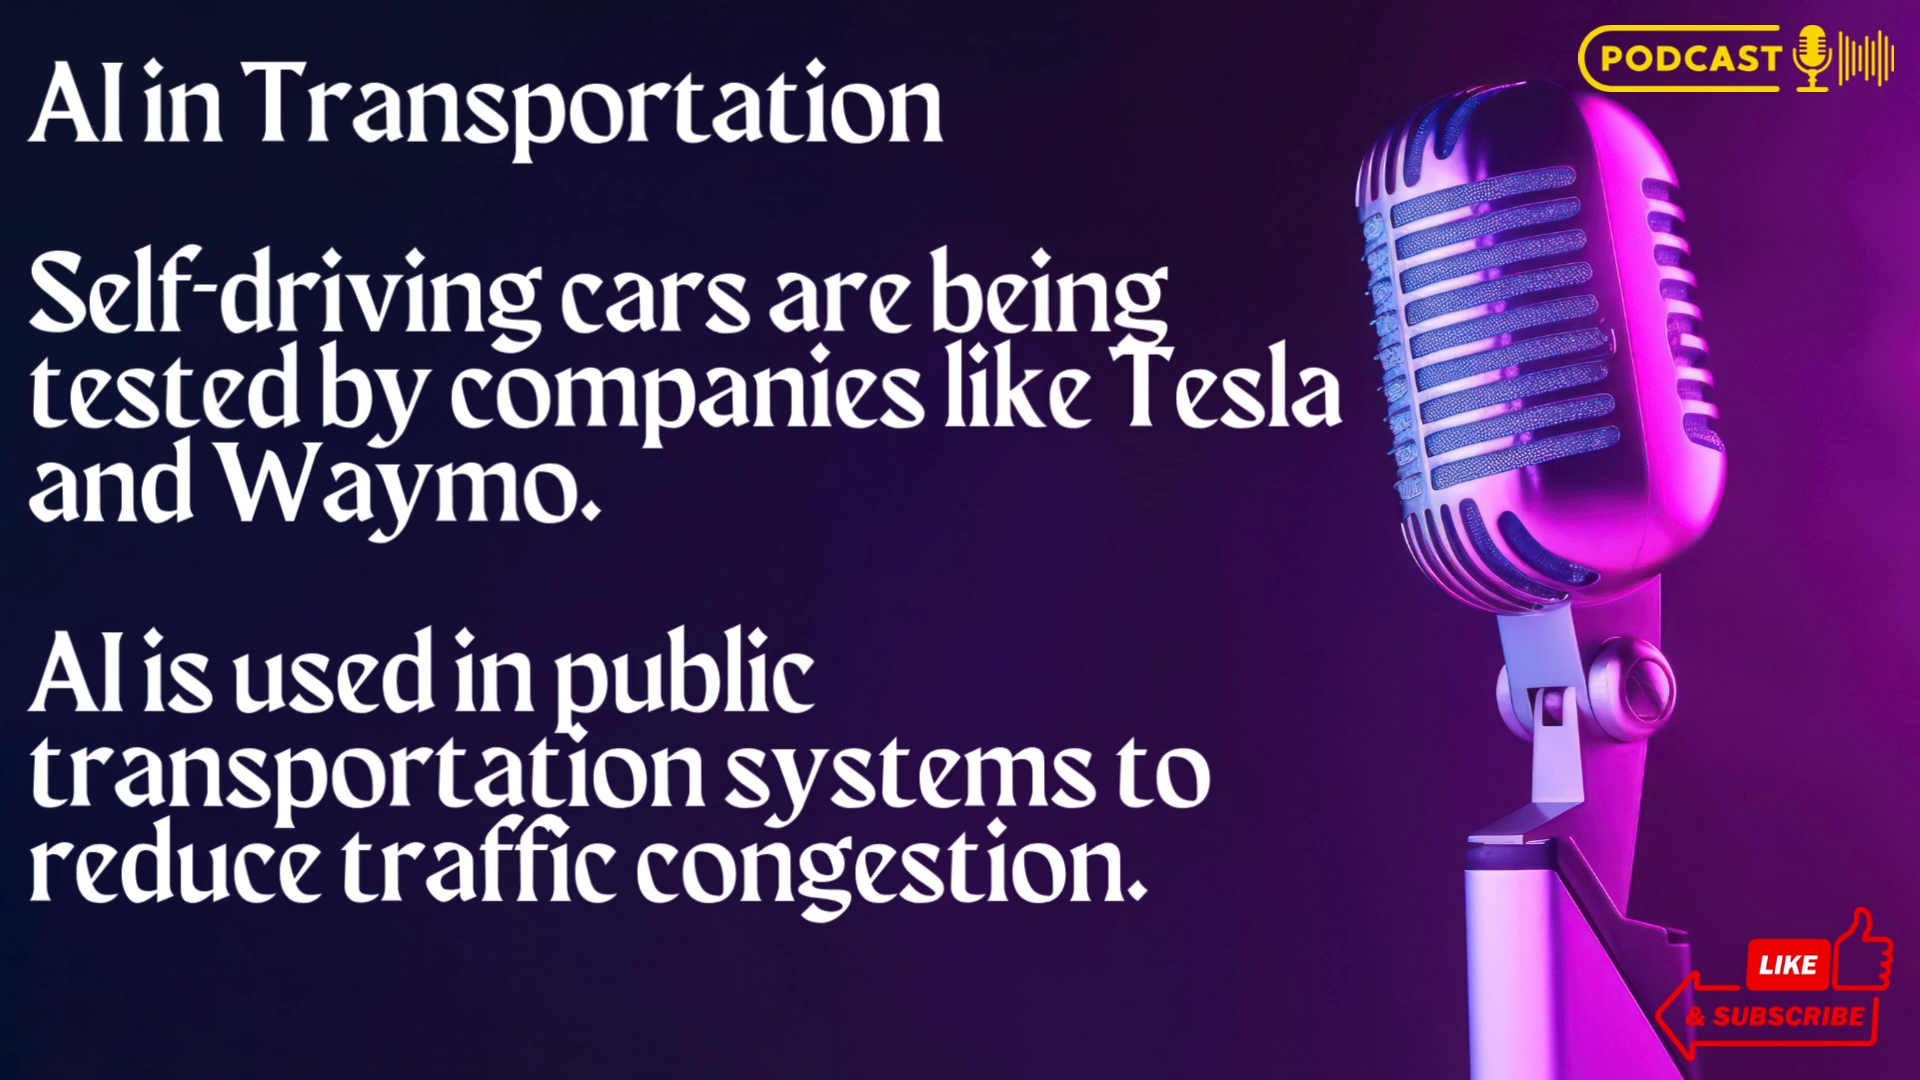 PODCAST
AI in Transportation
Self-driving cars are being
tested by companies like Tesla
and Waymo.
AI is used in public
transportation systems to
reduce traffic congestion.
LIKE
& SUBSCRIBE